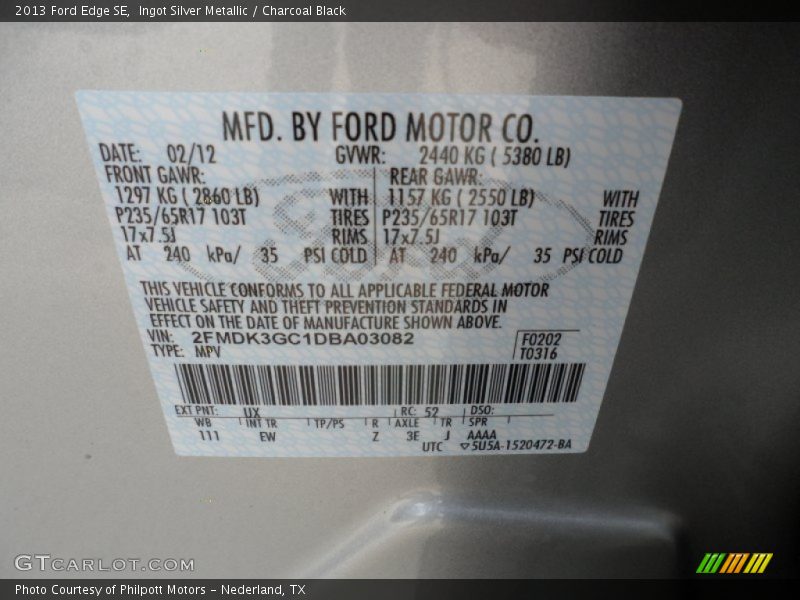 2013 Ford Edge SE,  Ingot Silver Metallic / Charcoal Black
MFD. BY FORD MOTOR CO.
DATE: 02/12 GVWR: 2440 KG ( 5380 LB)
FRONT GAWR: REAR GAWR:
1297 KG ( 2860 LB) WITH 1157 KG ( 2550 LB) WITH
P235/65R17 103T TIRES P235/65R17 103T TIRES
17x7.5J RIMS 17x7.5J RIMS
AT 240 kPa/ 35 PSI COLD AT 240 kPa/ 35 PSI COLD
THIS VEHICLE CONFORMS TO ALL APPLICABLE FEDERAL MOTOR
VEHICLE SAFETY AND THEFT PREVENTION STANDARDS IN
EFFECT ON THE DATE OF MANUFACTURE SHOWN ABOVE.
VIN: 2FMDK3GC1DBA03082 F0202
TYPE: MPV T0316
EXT PNT: UX RC: 52 DSO:
WB INT TR TP/PS R AXLE TR SPR
111 EW Z 3E J AAAA
UTC ▽5U5A-1520472-BA
GTCARLOT.COM
Photo Courtesy of Philpott Motors - Nederland, TX